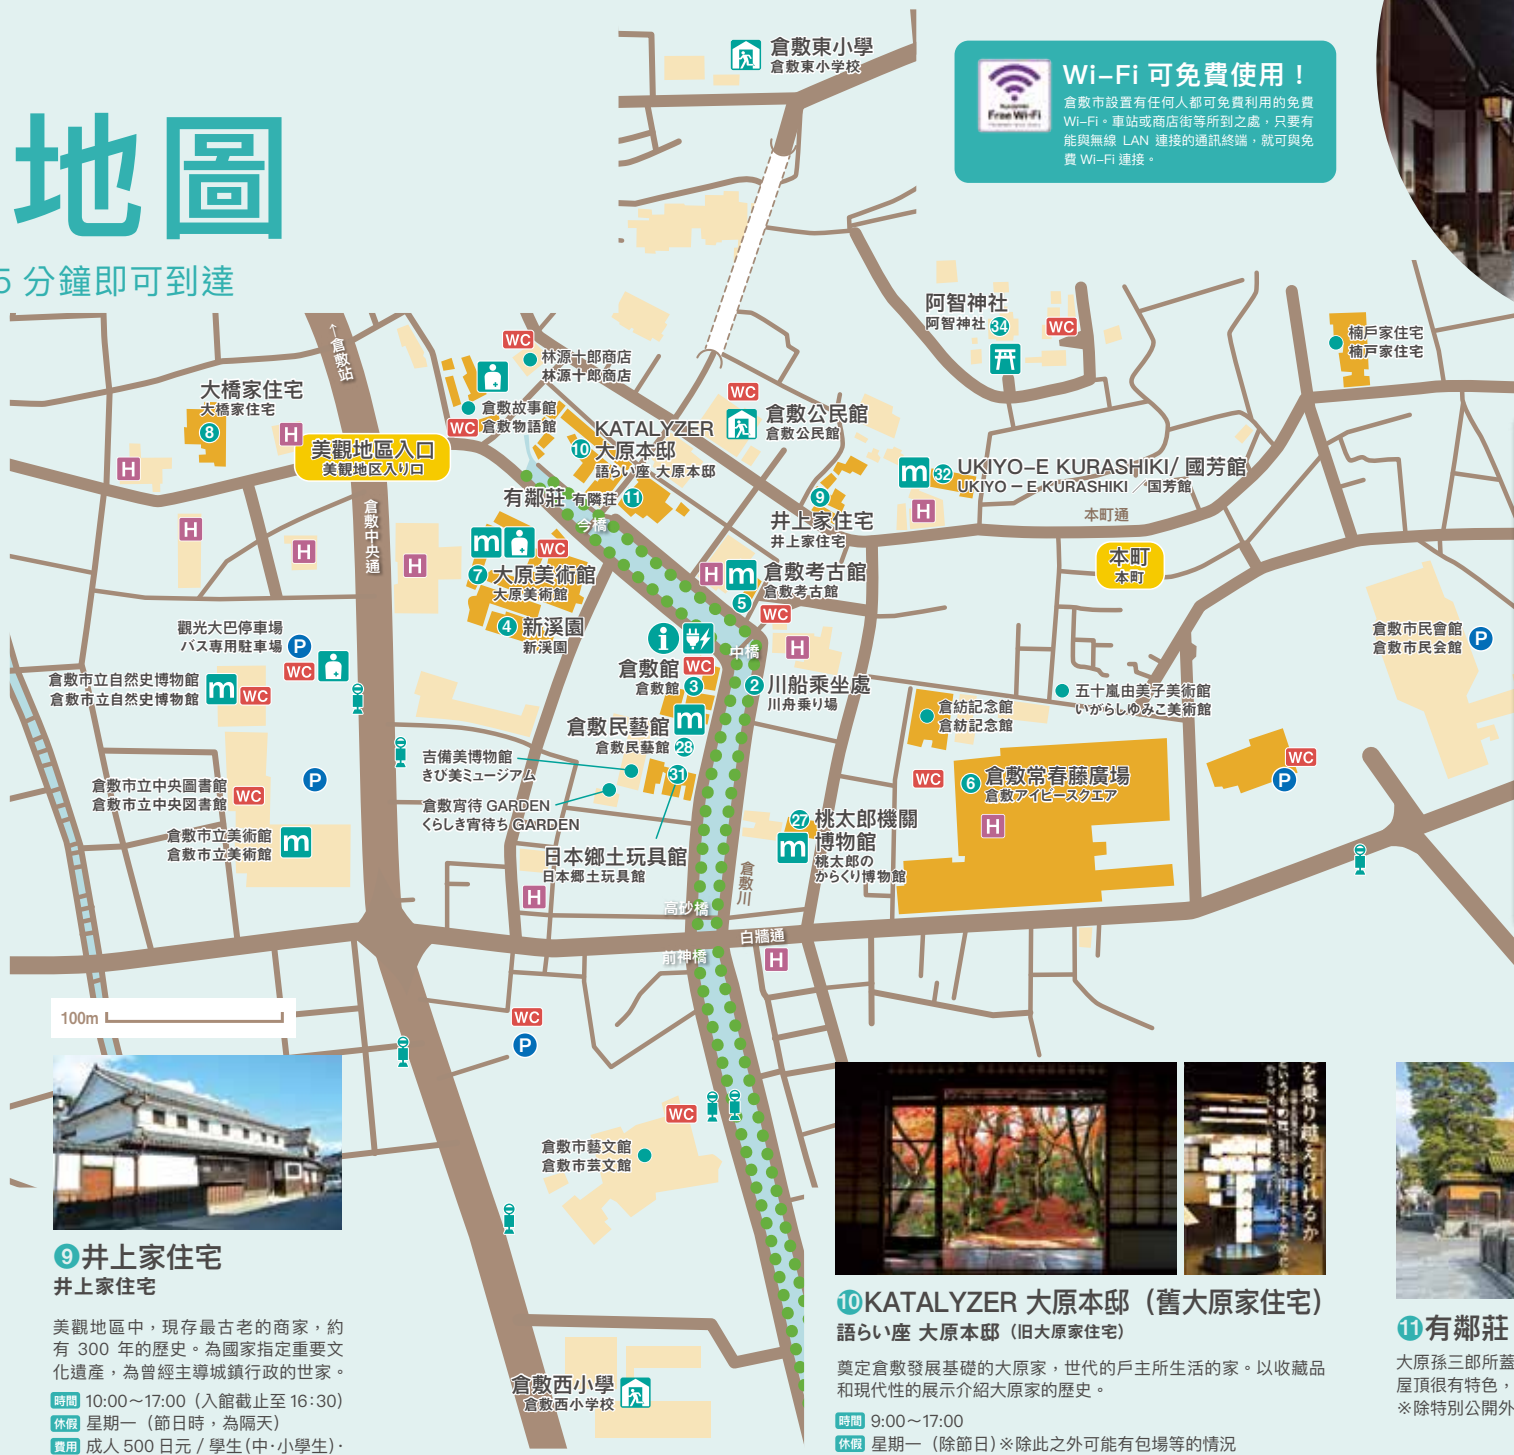 地圖
5 分鐘即可到達
Wi-Fi 可免費使用！
Free Wi-Fi
倉敷市設置有任何人都可免費利用的免費
Wi-Fi。車站或商店街等所到之處，只要有
能與無線 LAN 連接的通訊終端，就可與免
費 Wi-Fi 連接。
倉敷東小學
倉敷東小学校
←倉敷站
大橋家住宅
大橋家住宅
8
H
H
美觀地區入口
美観地区入り口
WC
林源十郎商店
林源十郎商店
倉敷故事館
倉敷物語館
WC
KATALYZER
10 大原本邸
語らい座 大原本邸
有鄰莊 有隣荘 11
今橋
WC
倉敷公民館
倉敷公民館
阿智神社
阿智神社 34
WC
楠戶家住宅
楠戸家住宅
9
井上家住宅
井上家住宅
m 32 UKIYO-E KURASHIKI/ 國芳館
UKIYO－E KURASHIKI ／国芳館
H
本町通
本町
本町
倉敷中央通
H
H
H
m WC
7 大原美術館
大原美術館
4 新溪園
新渓園
H m 倉敷考古館
倉敷考古館
5 WC
H
中橋
i
倉敷館 WC
倉敷館 3
2 川船乘坐處
川舟乗り場
倉敷民藝館 m
倉敷民藝館 28
觀光大巴停車場
バス専用駐車場 P
WC
倉敷市立自然史博物館
倉敷市立自然史博物館 m WC
P
倉敷市立中央圖書館
倉敷市立中央図書館 WC
倉敷市立美術館
倉敷市立美術館 m
吉備美博物館
きび美ミュージアム
31
倉敷宵待 GARDEN
くらしき宵待ち GARDEN
日本鄉土玩具館
日本郷土玩具館
H
倉紡記念館
倉紡記念館
五十嵐由美子美術館
いがらしゆみこ美術館
倉敷市民會館
倉敷市民会館 P
WC
6 倉敷常春藤廣場
倉敷アイビースクエア
H
WC
P
27 桃太郎機關
m 博物館
桃太郎の
からくり博物館
倉敷川
高砂橋
白牆通
前神橋
H
100m
WC
P
WC
倉敷市藝文館
倉敷市芸文館
倉敷西小學
倉敷西小学校
9 井上家住宅
井上家住宅
美觀地區中，現存最古老的商家，約
有 300 年的歷史。為國家指定重要文
化遺產，為曾經主導城鎮行政的世家。
時間 10:00～17:00（入館截止至 16:30）
休假 星期一（節日時，為隔天）
費用 成人 500 日元 / 學生（中·小學生）·
を乗り越えられるか
10 KATALYZER 大原本邸（舊大原家住宅）
語らい座 大原本邸（旧大原家住宅）
奠定倉敷發展基礎的大原家，世代的戶主所生活的家。以收藏品
和現代性的展示介紹大原家的歷史。
時間 9:00～17:00
休假 星期一（除節日）※除此之外可能有包場等的情況
11 有鄰莊
大原孫三郎所蓋
屋頂很有特色，
※除特別公開外